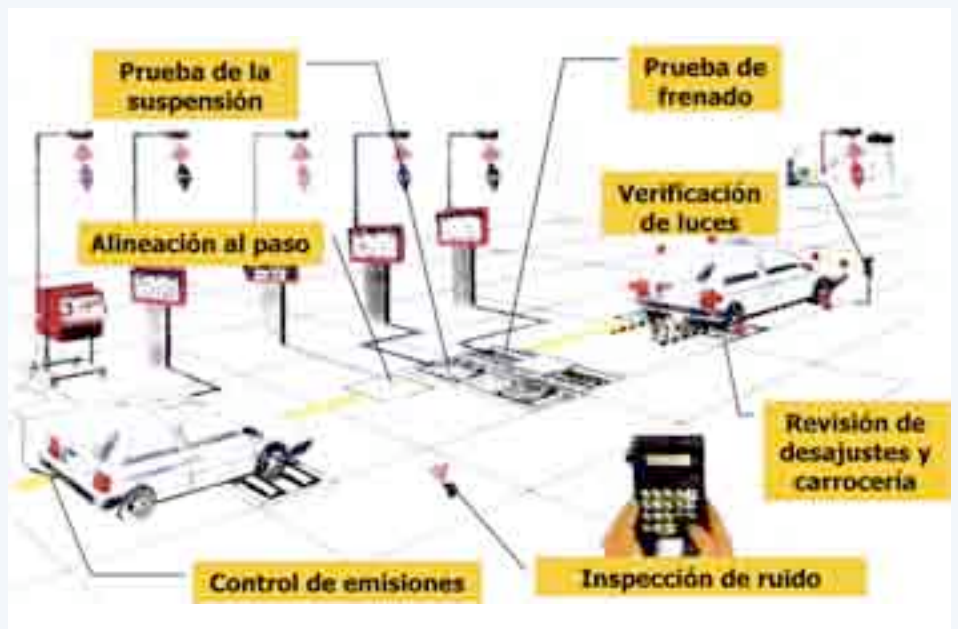 Prueba de la
suspensión
Prueba de
frenado
Verificación
de luces
Alineación al paso
Revisión de
desajustes y
carrocería
Control de emisiones
Inspección de ruido